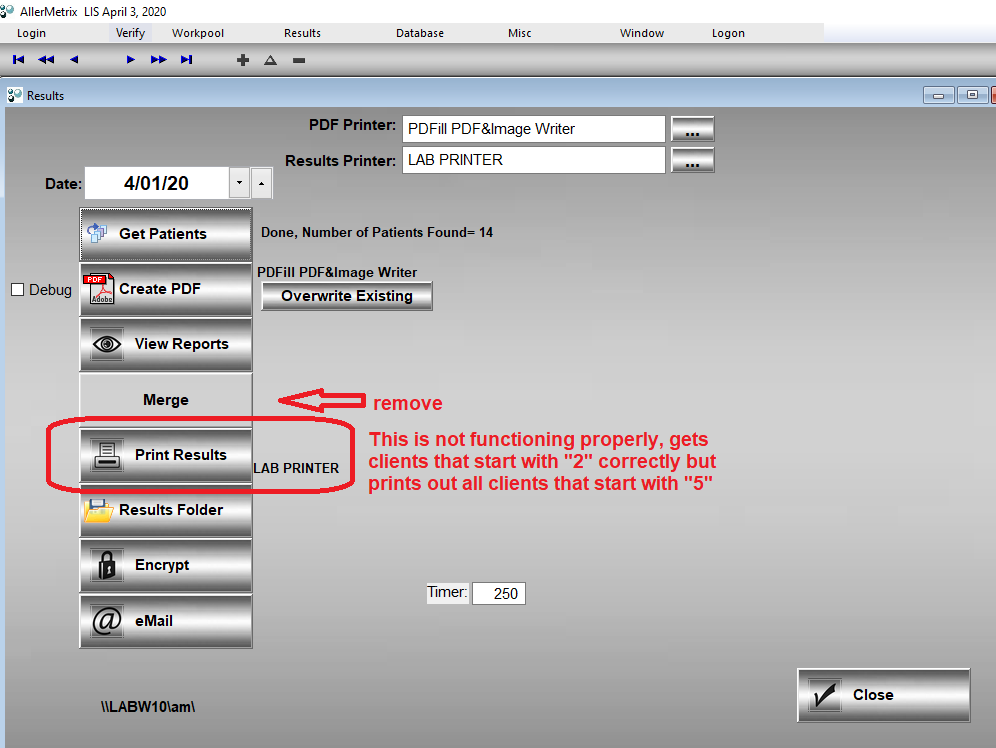 AllerMetrix LIS April 3, 2020
Login Verify Workpool Results Database Misc Window Logon
Results
PDF Printer: PDFill PDF&Image Writer ...
Results Printer: LAB PRINTER ...
Date: 4/01/20
Get Patients Done, Number of Patients Found= 14
PDFill PDF&Image Writer
Debug PDF Adobe Create PDF Overwrite Existing
View Reports
Merge remove
This is not functioning properly, gets
clients that start with "2" correctly but
prints out all clients that start with "5"
Print Results LAB PRINTER
Results Folder
Encrypt
Timer: 250
@ eMail
Close
\\LABW10\am\